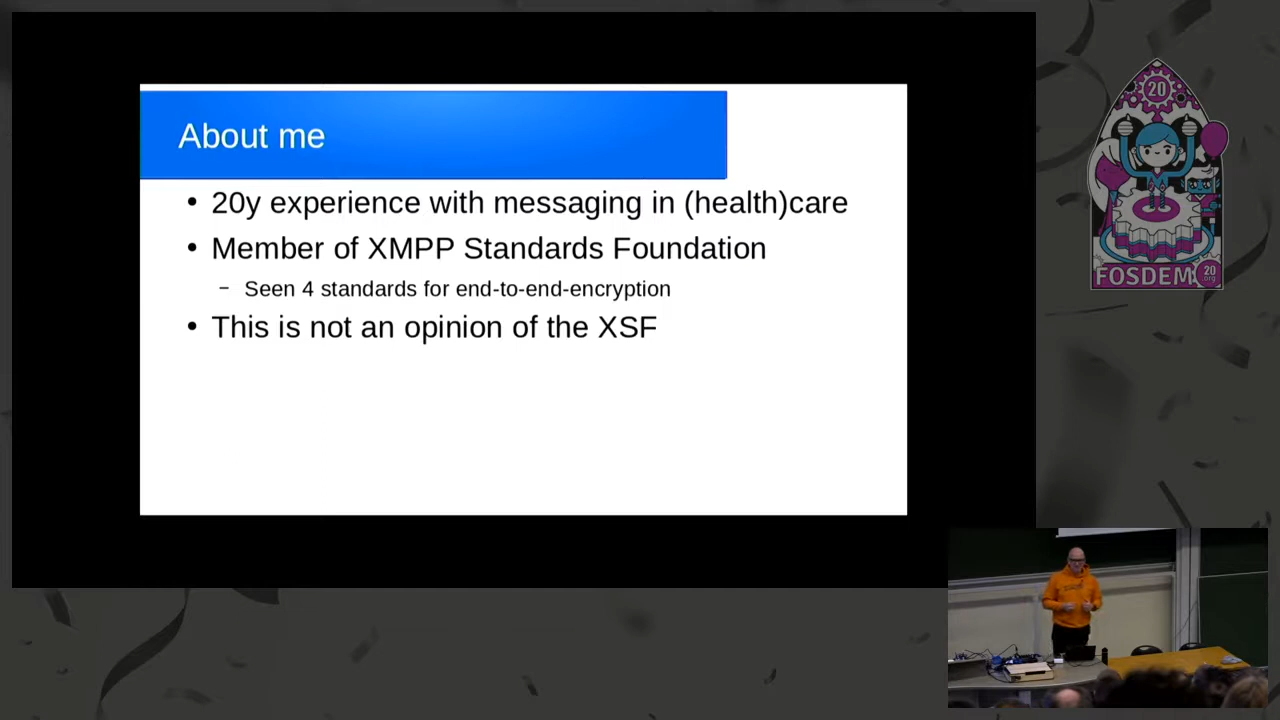 About me
• 20y experience with messaging in (health)care
• Member of XMPP Standards Foundation
– Seen 4 standards for end-to-end-encryption
• This is not an opinion of the XSF
20
FOSDEM
20
.org